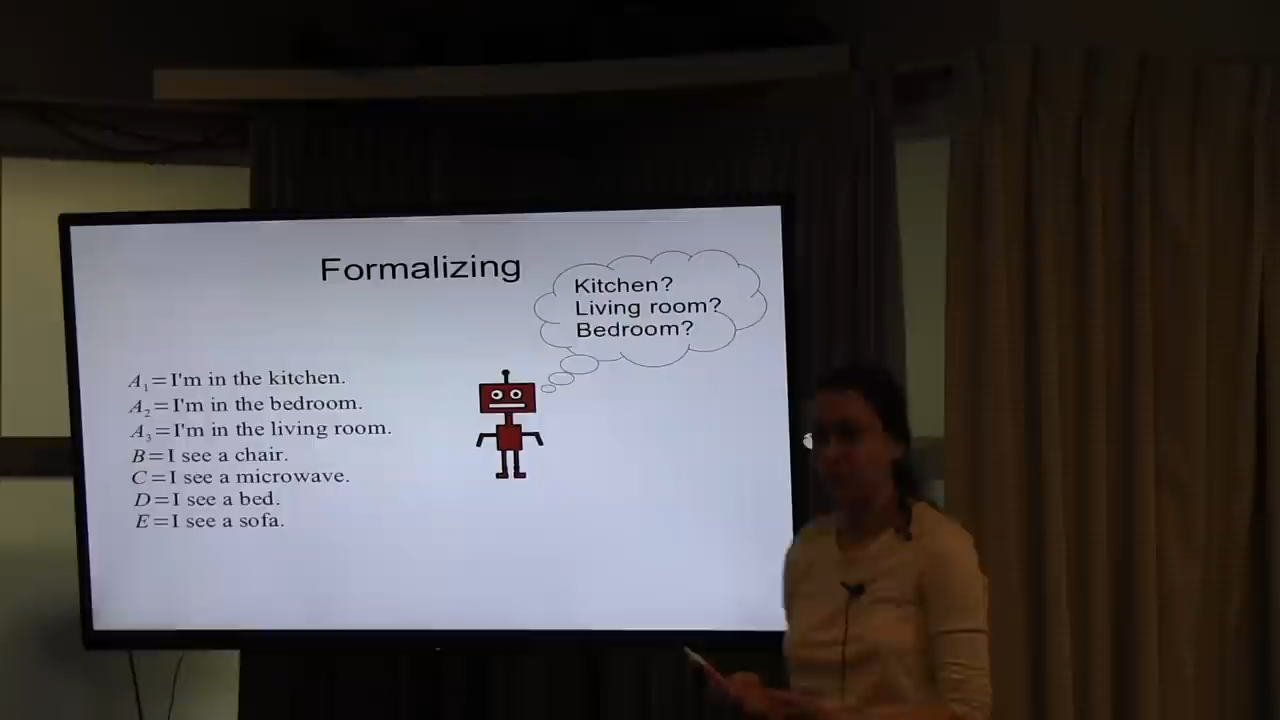 Formalizing
Kitchen?
Living room?
Bedroom?
A₁=I'm in the kitchen.
A₂=I'm in the bedroom.
A₃=I'm in the living room.
B=I see a chair.
C=I see a microwave.
D=I see a bed.
E=I see a sofa.